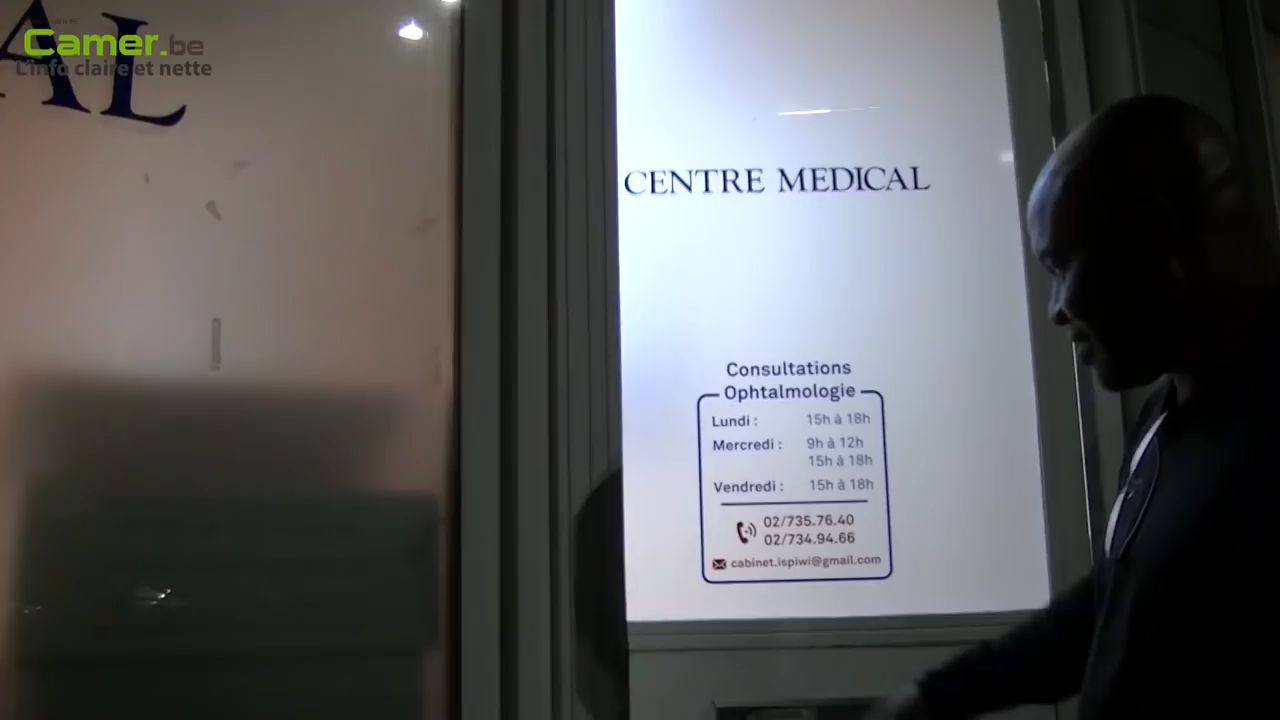 AL
Camer.be
L'info claire et nette
CENTRE MEDICAL
Consultations
Ophtalmologie
Lundi : 15h à 18h
Mercredi : 9h à 12h
15h à 18h
Vendredi : 15h à 18h
02/735.76.40
02/734.94.66
cabinet.ispiwi@gmail.com